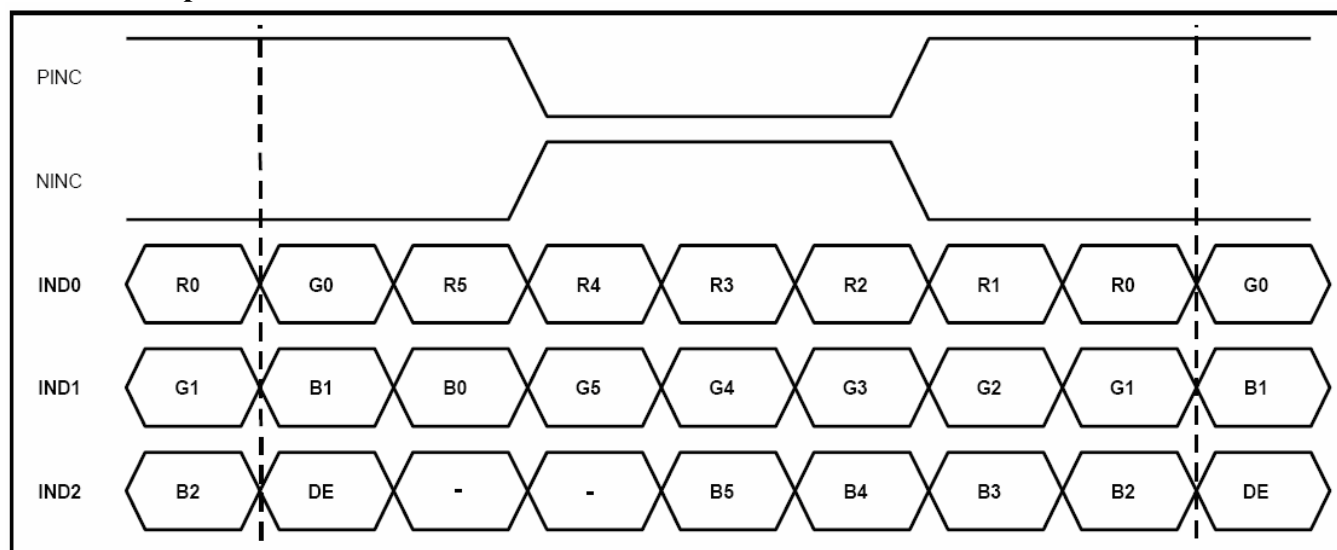 PINC
NINC
IND0 R0 G0 R5 R4 R3 R2 R1 R0 G0
IND1 G1 B1 B0 G5 G4 G3 G2 G1 B1
IND2 B2 DE - - B5 B4 B3 B2 DE